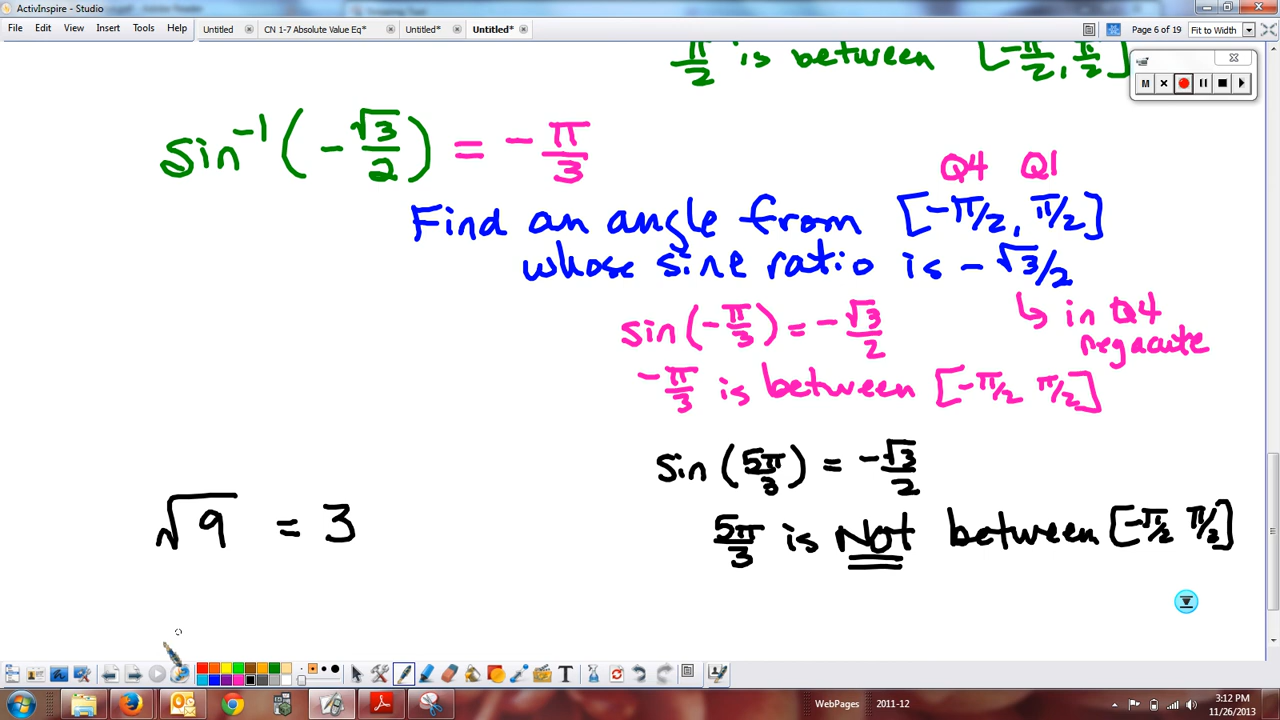 ActivInspire - Studio
File Edit View Insert Tools Help
Untitled CN 1-7 Absolute Value Eq* Untitled* Untitled*
Page 6 of 19 Fit to Width
π/2 is between [-π/2, π/2]
M
sin⁻¹(-√3/2) = -π/3
Q4 Q1
Find an angle from [-π/2, π/2]
whose sine ratio is -√3/2
sin(-π/3) = -√3/2
↳ in Q4
neg acute
-π/3 is between [-π/2 π/2]
sin(5π/3) = -√3/2
√9 = 3
5π/3 is NOT between [-π/2 π/2]
T
WebPages 2011-12
3:12 PM
11/26/2013